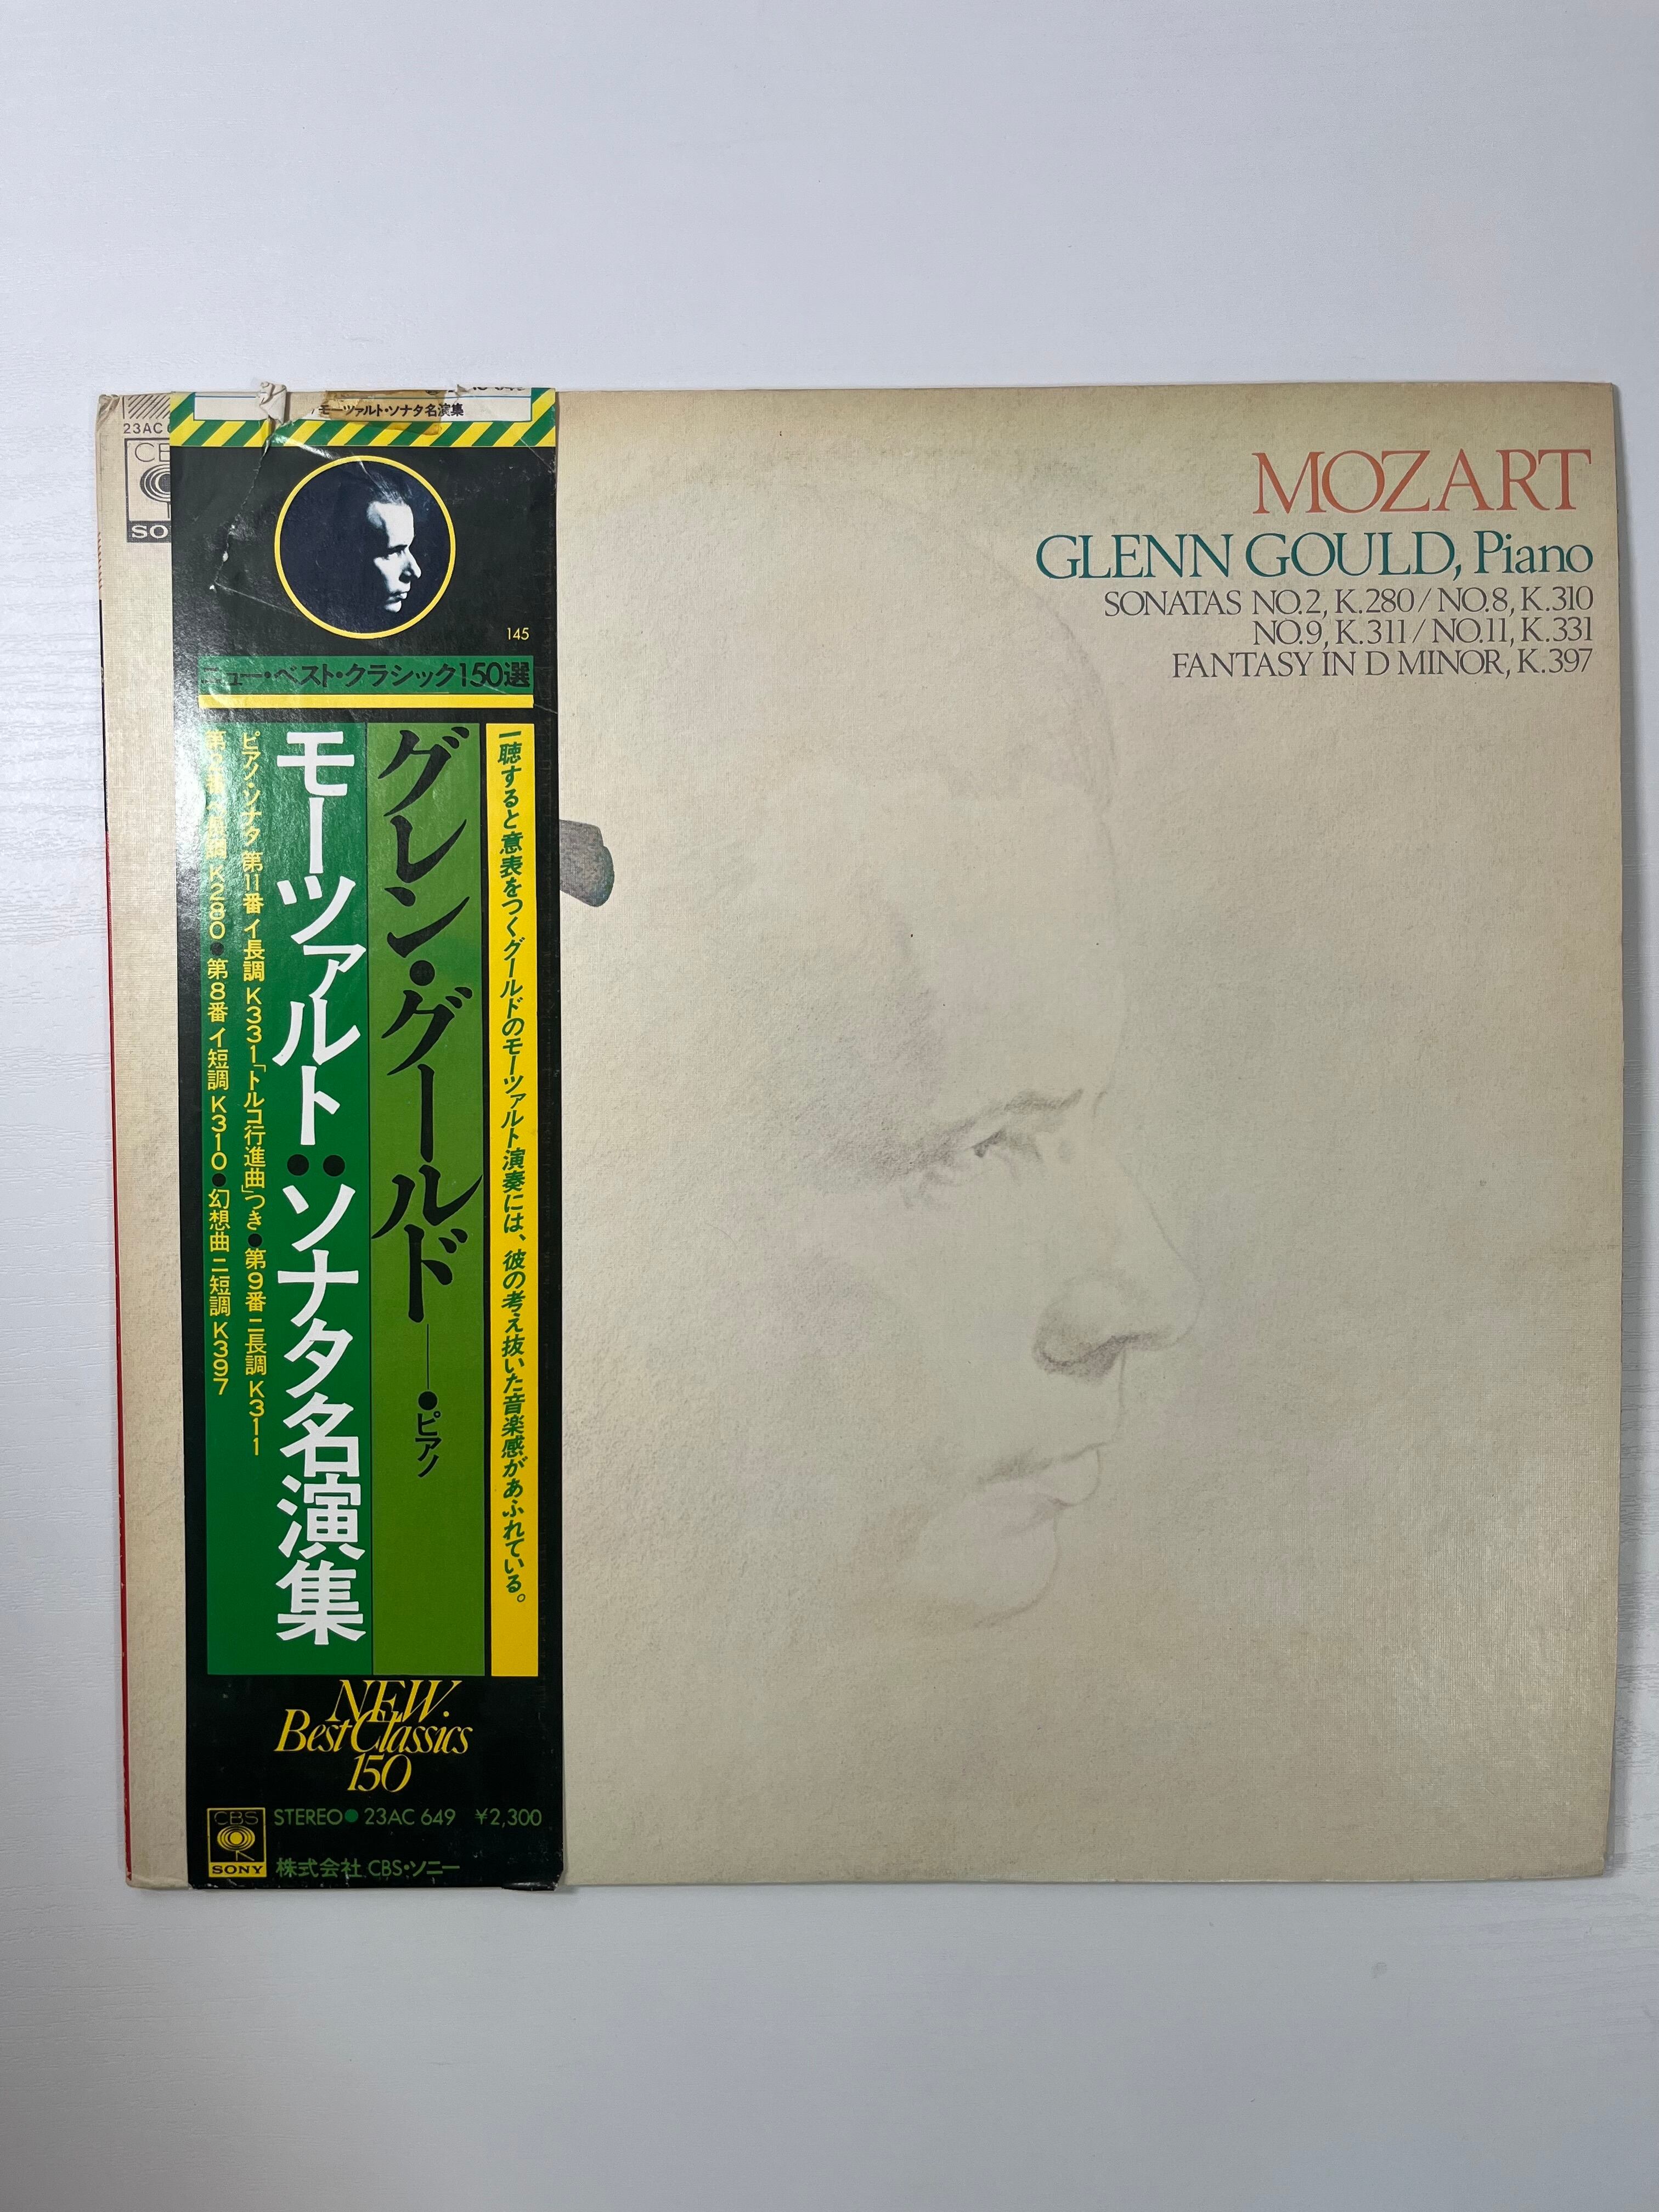 23AC
モーツァルト・ソナタ名演集
145
ニュー・ベスト・クラシック150選
一聴すると意表をつくグールドのモーツァルト演奏には、彼の考え抜いた音楽感があふれている。
グレン・グールド──●ピアノ
モーツァルト:ソナタ名演集
ピアノ・ソナタ 第11番 イ長調 K331「トルコ行進曲」つき●第9番 ニ長調 K311
第2番 ヘ長調 K280●第8番 イ短調 K310●幻想曲 ニ短調 K397
NEW.
Best Classics
150
CBS
SONY
STEREO● 23AC 649 ¥2,300
株式会社 CBS・ソニー
MOZART
GLENN GOULD, Piano
SONATAS NO.2, K.280/NO.8, K.310
NO.9, K.311/NO.11, K.331
FANTASY IN D MINOR, K.397